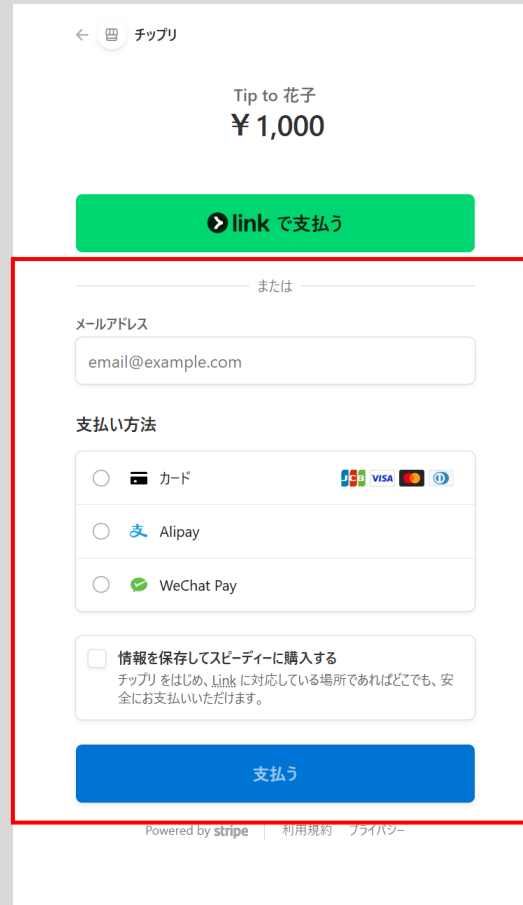 チップリ
Tip to 花子
¥1,000
link で支払う
または
メールアドレス
email@example.com
支払い方法
カード JCB VISA
支 Alipay
WeChat Pay
情報を保存してスピーディーに購入する
チップリ をはじめ、Link に対応している場所であればどこでも、安
全にお支払いいただけます。
支払う
Powered by stripe 利用規約 プライバシー